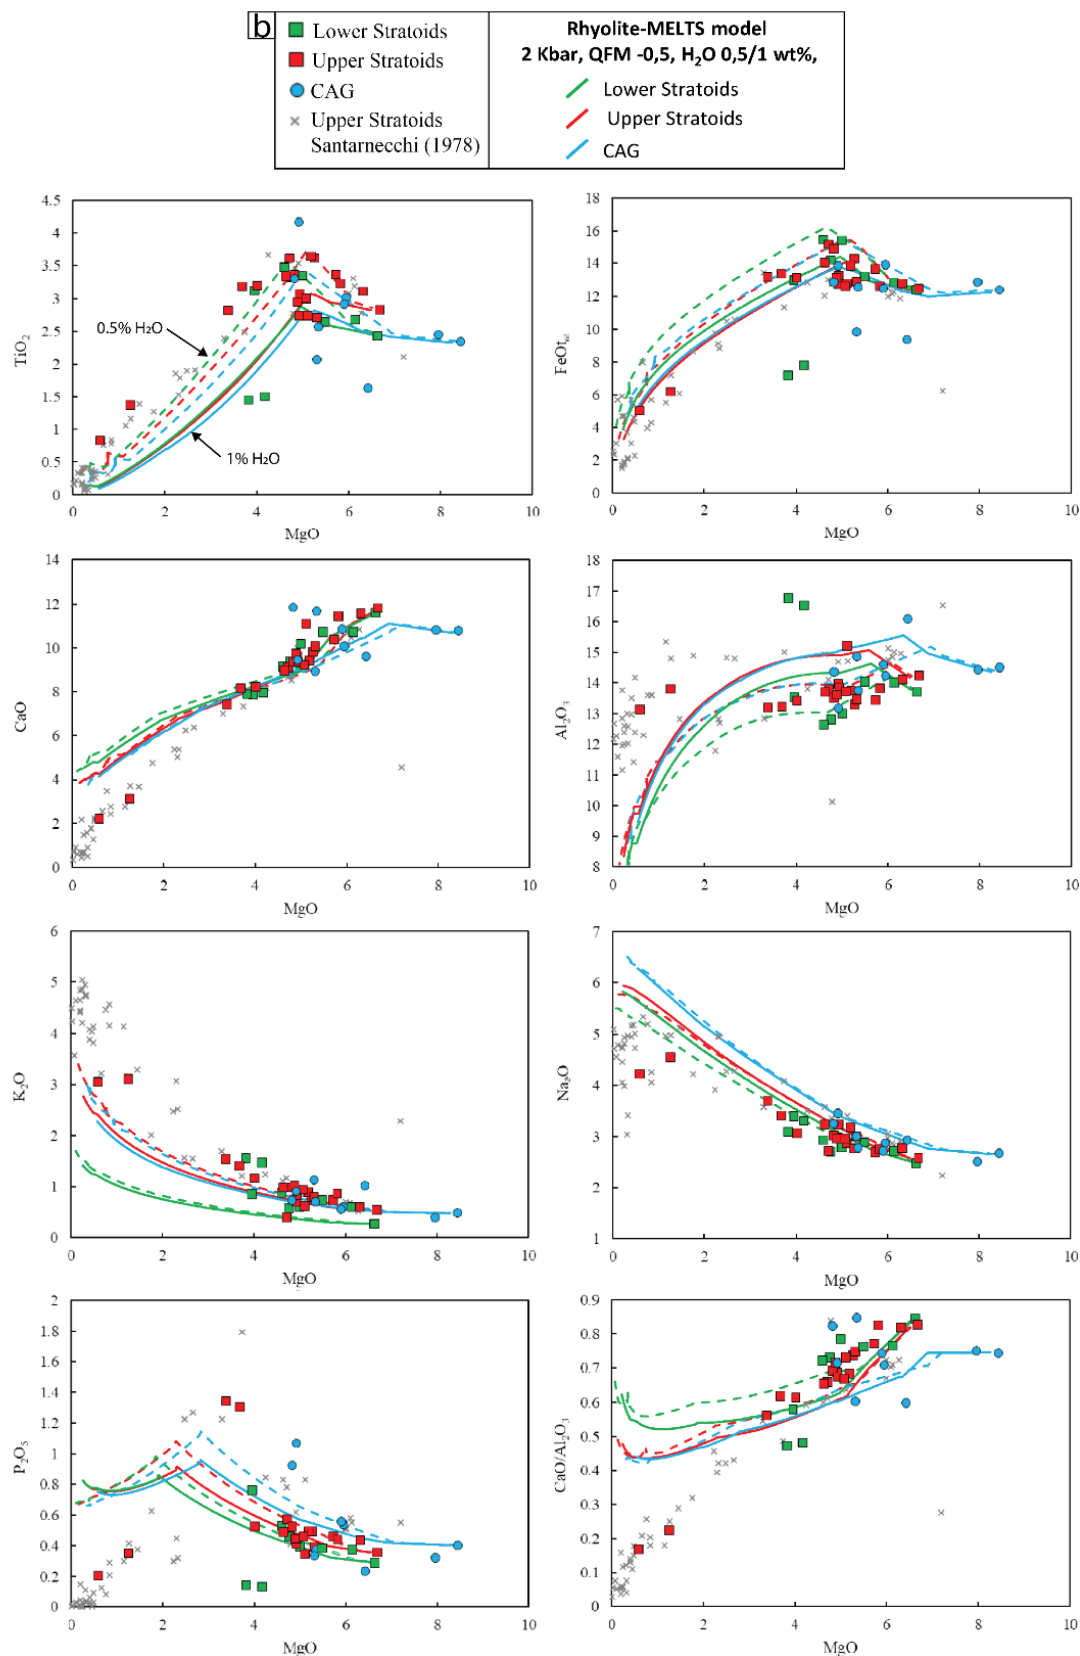 b
Lower Stratoids
Upper Stratoids
CAG
Upper Stratoids
Santarnecchi (1978)
Rhyolite-MELTS model
2 Kbar, QFM -0,5, H₂O 0,5/1 wt%,
Lower Stratoids
Upper Stratoids
CAG
TiO₂
4.5
4
3.5
3
2.5
2
1.5
1
0.5
0
0.5% H₂O
1% H₂O
0 2 4 6 8 10
MgO
FeOt
18
16
14
12
10
8
6
4
2
0
0 2 4 6 8 10
MgO
CaO
14
12
10
8
6
4
2
0
0 2 4 6 8 10
MgO
Al₂O₃
18
17
16
15
14
13
12
11
10
9
8
0 2 4 6 8 10
MgO
K₂O
6
5
4
3
2
1
0
0 2 4 6 8 10
MgO
Na₂O
7
6
5
4
3
2
1
0 2 4 6 8 10
MgO
P₂O₅
2
1.8
1.6
1.4
1.2
1
0.8
0.6
0.4
0.2
0
0 2 4 6 8 10
MgO
CaO/Al₂O₃
0.9
0.8
0.7
0.6
0.5
0.4
0.3
0.2
0.1
0
0 2 4 6 8 10
MgO